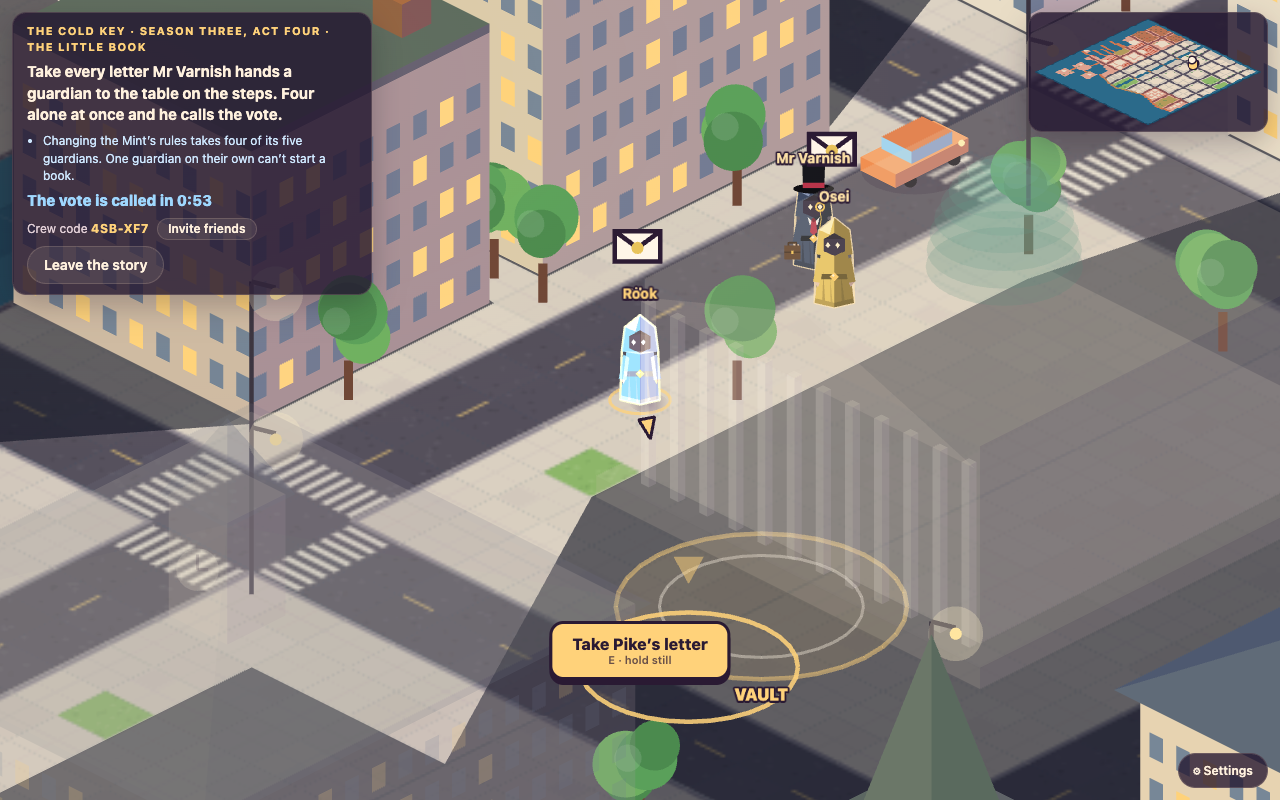 THE COLD KEY · SEASON THREE, ACT FOUR ·
THE LITTLE BOOK
Take every letter Mr Varnish hands a
guardian to the table on the steps. Four
alone at once and he calls the vote.
• Changing the Mint's rules takes four of its five
guardians. One guardian on their own can't start a
book.
The vote is called in 0:53
Crew code 4SB-XF7 Invite friends
Leave the story
Mr Varnish
Osei
Take Pike's letter
E · hold still
VAULT
Settings